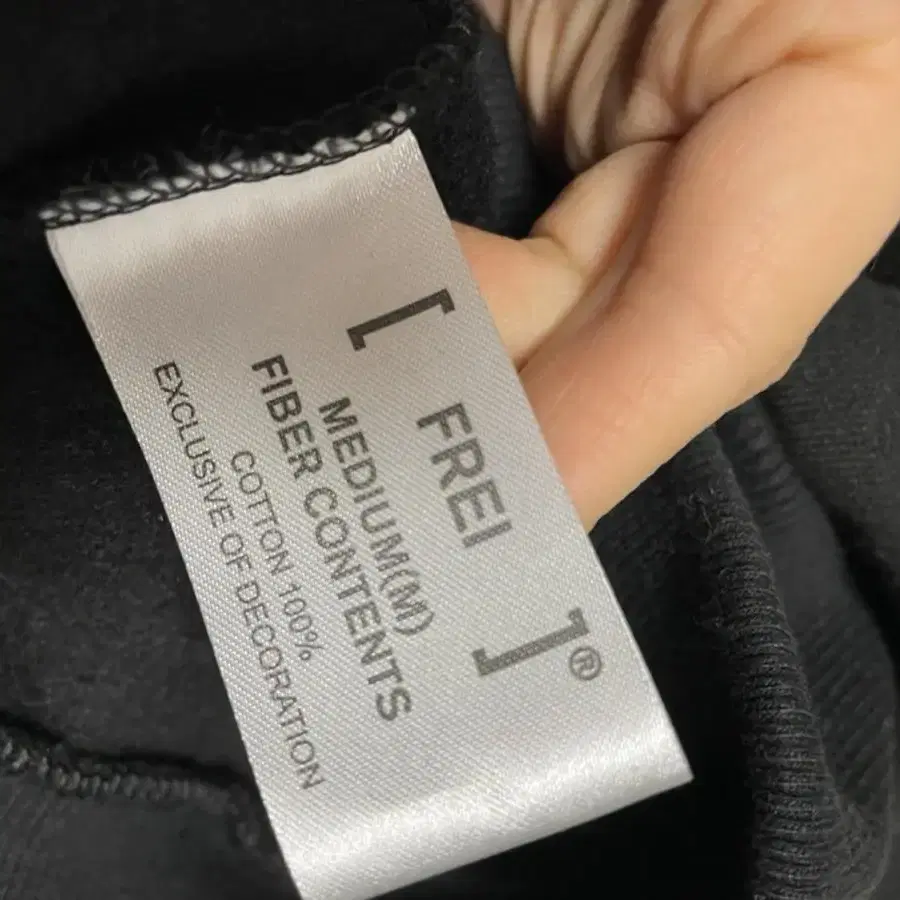 [ FREI ]®
MEDIUM(M)
FIBER CONTENTS
COTTON 100%
EXCLUSIVE OF DECORATION